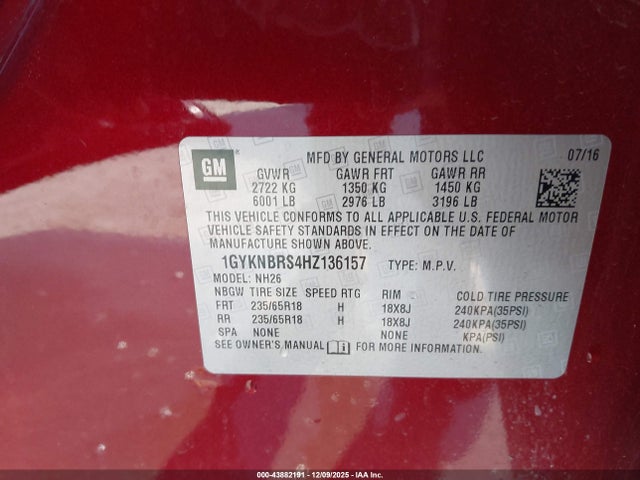 GM
MFD BY GENERAL MOTORS LLC 07/16
GVWR GAWR FRT GAWR RR
2722 KG 1350 KG 1450 KG
6001 LB 2976 LB 3196 LB
THIS VEHICLE CONFORMS TO ALL APPLICABLE U.S. FEDERAL MOTOR
VEHICLE SAFETY STANDARDS IN EFFECT ON THE DATE OF
MANUFACTURE SHOWN ABOVE.
1GYKNBRS4HZ136157 TYPE: M.P.V.
MODEL: NH26
NBGW TIRE SIZE SPEED RTG RIM COLD TIRE PRESSURE
FRT 235/65R18 H 18X8J 240KPA(35PSI)
RR 235/65R18 H 18X8J 240KPA(35PSI)
SPA NONE NONE KPA(PSI)
SEE OWNER'S MANUAL FOR MORE INFORMATION.
000-43882191 - 12/09/2025 - IAA Inc.